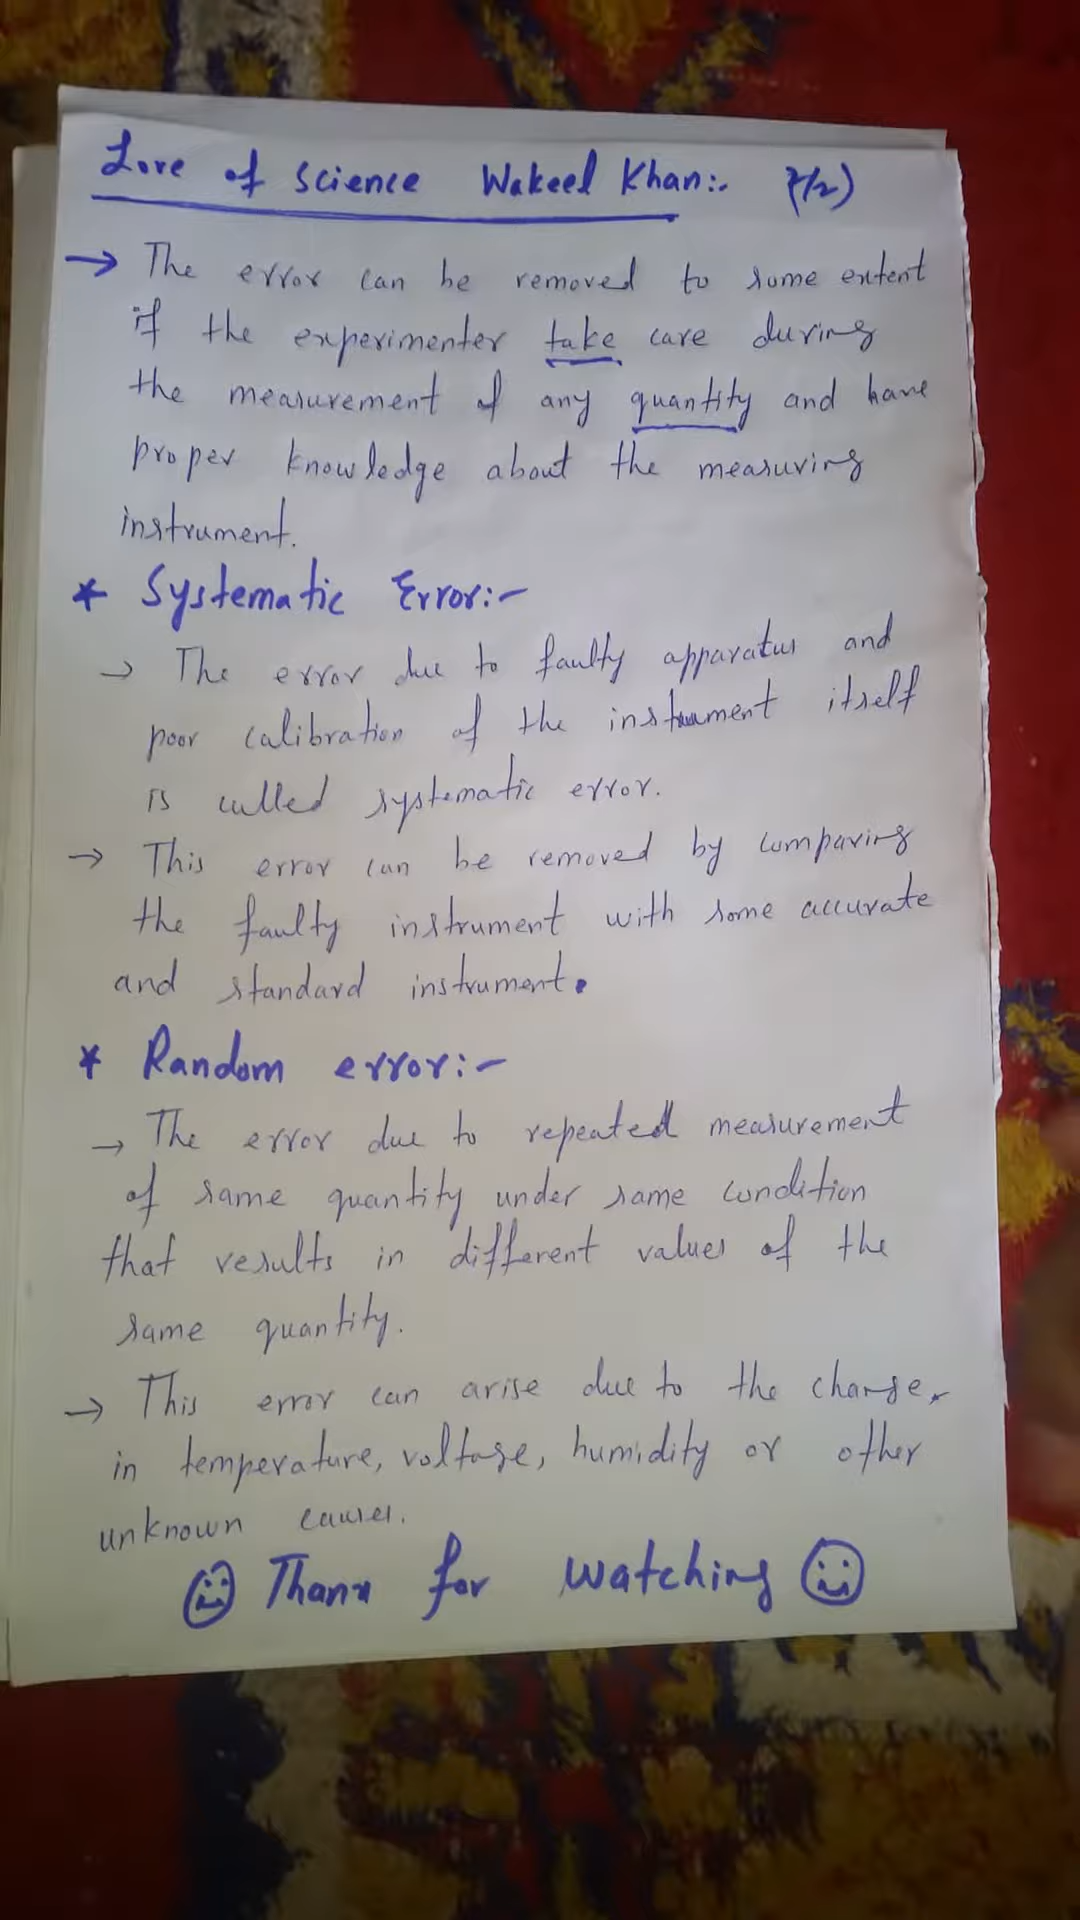 Love of Science Wakeel Khan:. P/2)
→ The error can be removed to some extent
if the experimenter take care during
the measurement of any quantity and have
proper knowledge about the measuring
instrument.
* Systematic Error:-
→ The error due to faulty apparatus and
poor calibration of the instrument itself
is called systematic error.
→ This error can be removed by comparing
the faulty instrument with some accurate
and standard instrument.
* Random error:-
→ The error due to repeated measurement
of same quantity under same condition
that results in different values of the
same quantity.
→ This error can arise due to the change
in temperature, voltage, humidity or other
unknown causes.
Thanx for watching